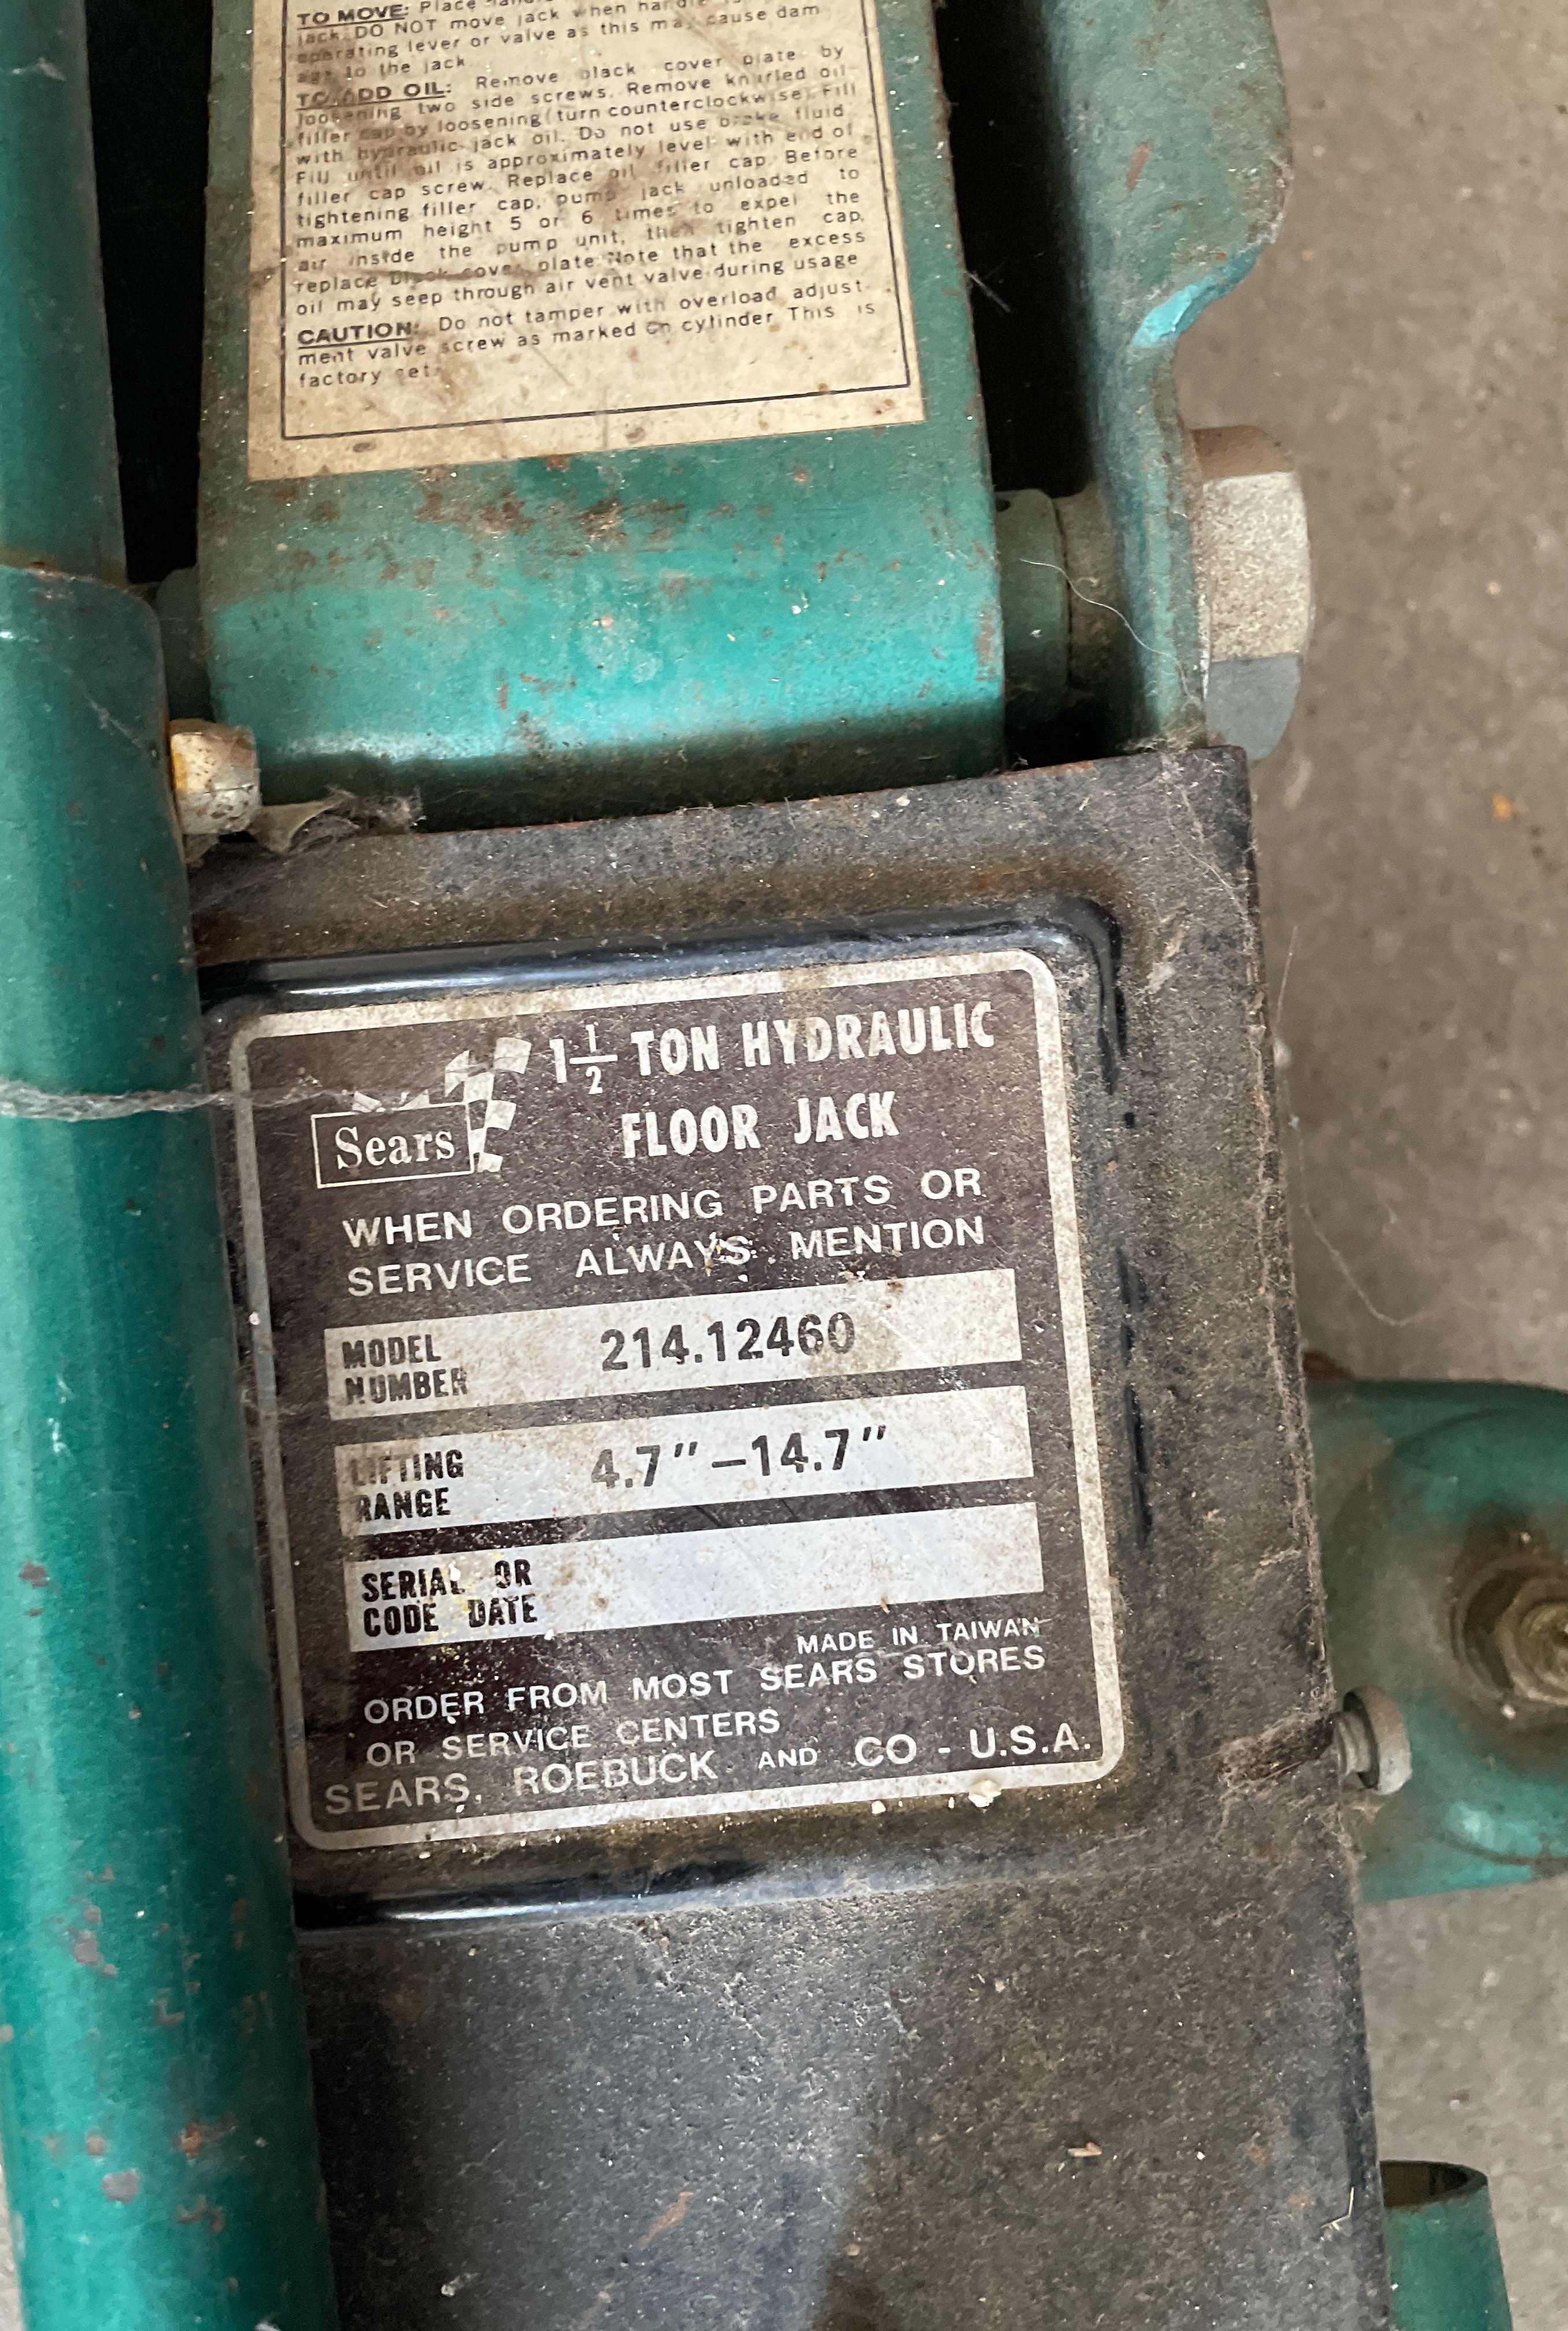 TO MOVE: Place
jack. DO NOT move jack when handle is
operating lever or valve as this may cause dam
age to the jack.
TO ADD OIL: Remove black cover plate by
loosening two side screws. Remove knurled oil-
filler cap by loosening (turn counterclockwise). Fill
with hydraulic jack oil. Do not use brake fluid
Fill until oil is approximately level with end of
filler cap screw. Replace oil filler cap. Before
tightening filler cap, pump jack unloaded to
maximum height 5 or 6 times to expel the
air inside the pump unit, then tighten cap,
replace black cover plate. Note that the excess
oil may seep through air vent valve during usage
CAUTION: Do not tamper with overload adjust-
ment valve screw as marked on cylinder. This is
factory set.
1 1/2 TON HYDRAULIC
FLOOR JACK
Sears
WHEN ORDERING PARTS OR
SERVICE ALWAYS MENTION
MODEL NUMBER 214.12460
LIFTING RANGE 4.7"–14.7"
SERIAL OR
CODE DATE
MADE IN TAIWAN
ORDER FROM MOST SEARS STORES
OR SERVICE CENTERS
SEARS, ROEBUCK AND CO - U.S.A.